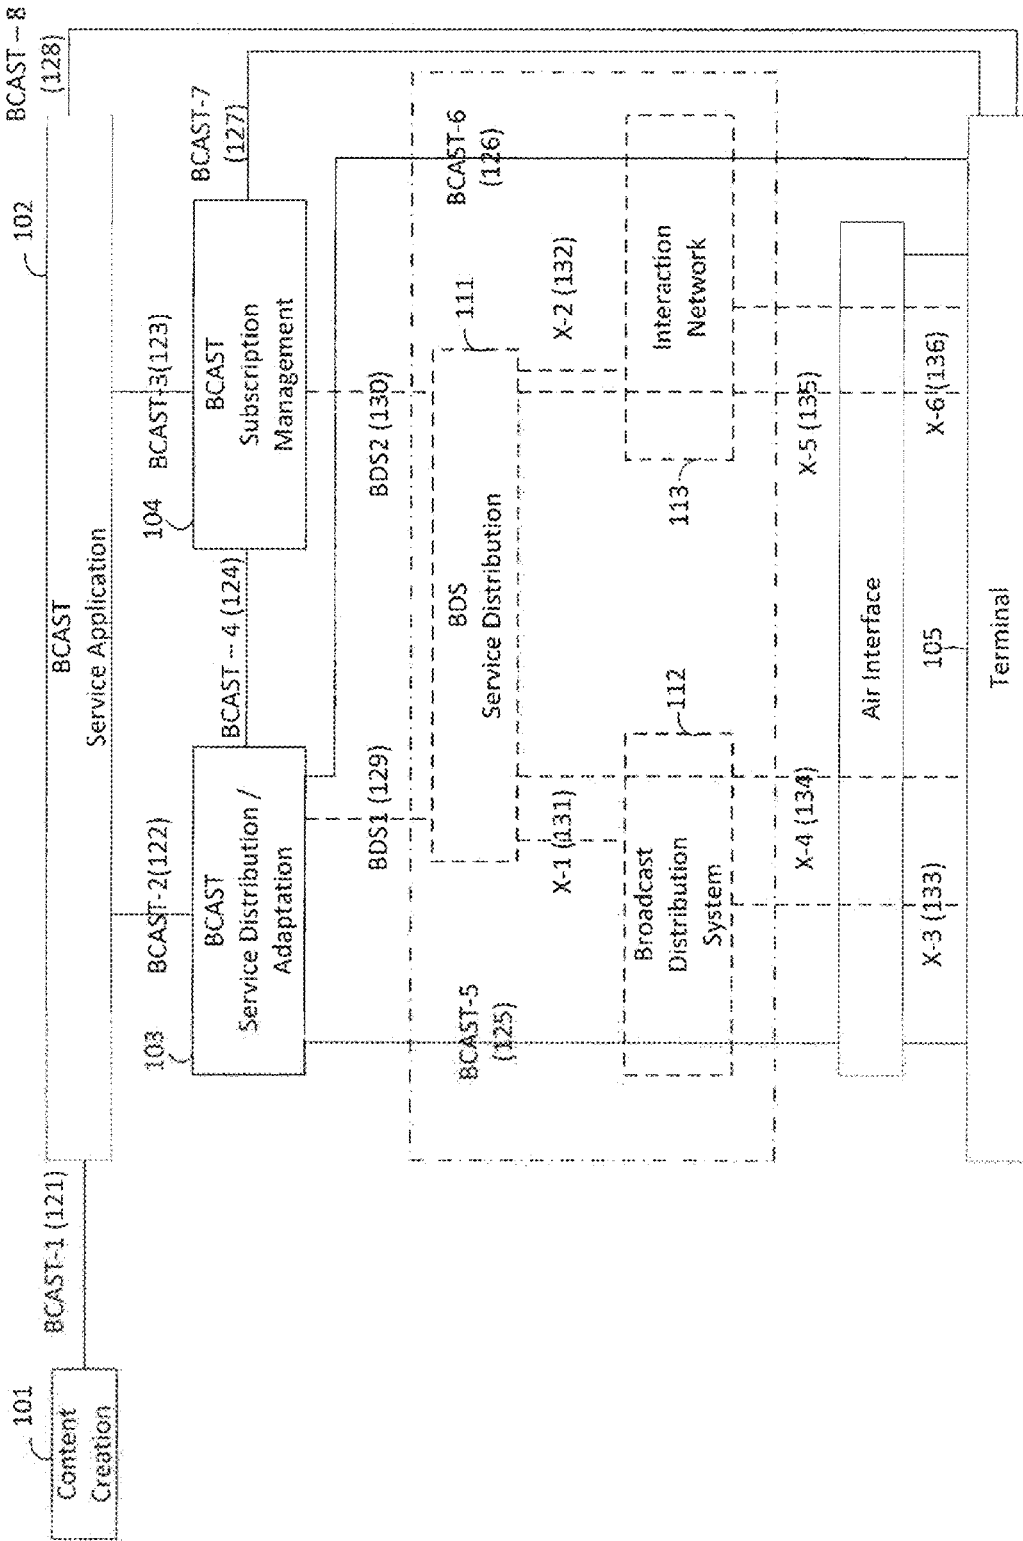 101
Content
Creation
BCAST-1 (121)
102
BCAST
Service Application
BCAST – 8
(128)
BCAST-2(122)
BCAST-3(123)
BCAST-7
(127)
103
BCAST
Service Distribution /
Adaptation
BCAST – 4 (124)
104
BCAST
Subscription
Management
BDS1 (129)
BDS2 (130)
BCAST-5
(125)
BCAST-6
(126)
111
BDS
Service Distribution
X-1 (131)
X-2 (132)
112
Broadcast
Distribution
System
113
Interaction
Network
X-4 (134)
X-5 (135)
Air Interface
X-3 (133)
105
X-6 (136)
Terminal